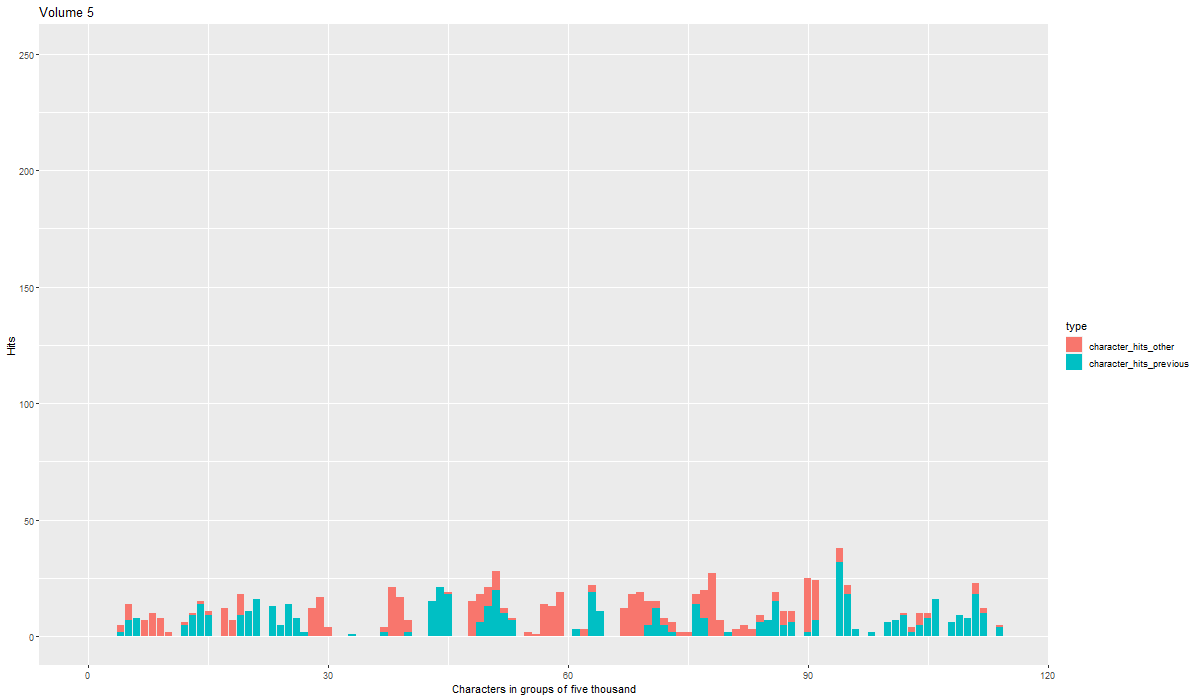 Volume 5
250
200
150
100
50
0
Hits
0 30 60 90 120
Characters in groups of five thousand
type
character_hits_other
character_hits_previous